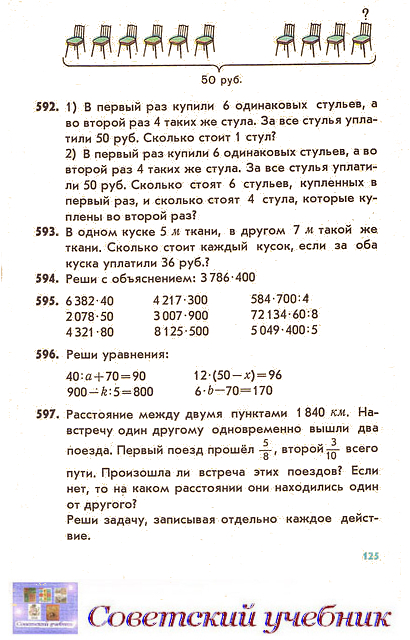 ?
50 руб.
592. 1) В первый раз купили 6 одинаковых стульев, а
во второй раз 4 таких же стула. За все стулья упла-
тили 50 руб. Сколько стоит 1 стул?
2) В первый раз купили 6 одинаковых стульев, а во
второй раз 4 таких же стула. За все стулья уплати-
ли 50 руб. Сколько стоят 6 стульев, купленных в
первый раз, и сколько стоят 4 стула, которые ку-
плены во второй раз?
593. В одном куске 5 м ткани, в другом 7 м такой же
ткани. Сколько стоит каждый кусок, если за оба
куска уплатили 36 руб.?
594. Реши с объяснением: 3 786·400
595. 6 382·40 4 217·300 584·700:4
2 078·50 3 007·900 72 134·60:8
4 321·80 8 125·500 5 049·400:5
596. Реши уравнения:
40:a+70=90 12·(50−x)=96
900−k:5=800 6·b−70=170
597. Расстояние между двумя пунктами 1 840 км. На-
встречу один другому одновременно вышли два
поезда. Первый поезд прошёл 5/8, второй 3/10 всего
пути. Произошла ли встреча этих поездов? Если
нет, то на каком расстоянии они находились один
от другого?
Реши задачу, записывая отдельно каждое дейст-
вие.
125
Советский учебник
Советский учебник